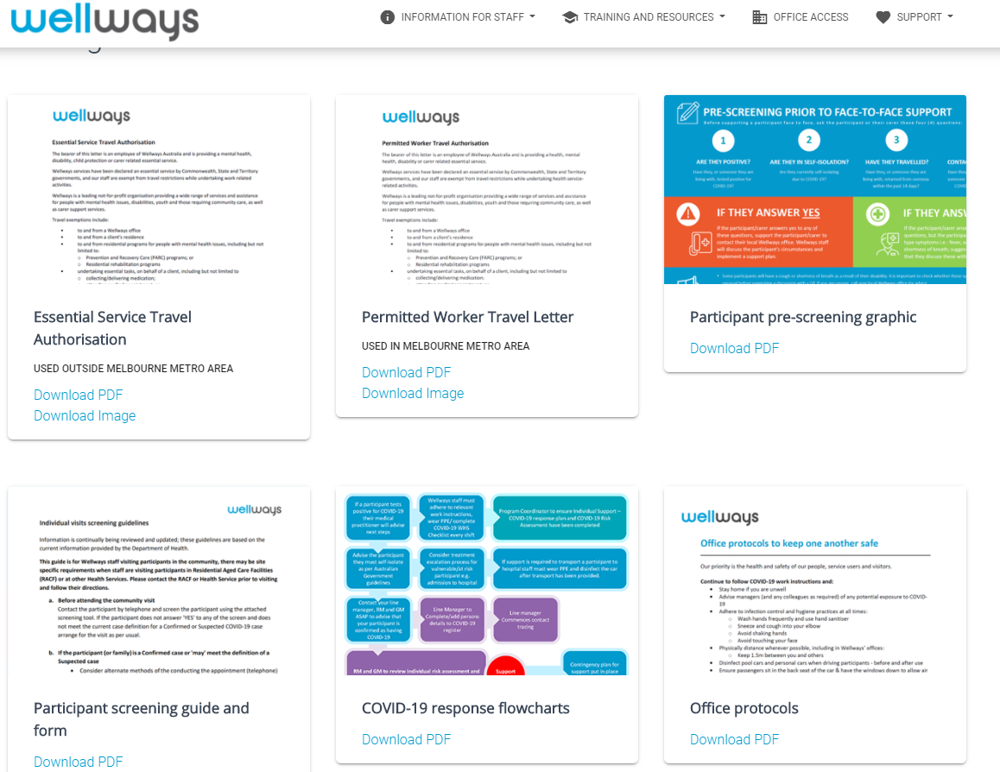 wellways
INFORMATION FOR STAFF
TRAINING AND RESOURCES
OFFICE ACCESS
SUPPORT
wellways
Essential Service Travel Authorisation
The bearer of this letter is an employee of Wellways Australia and is providing a mental health,
disability, child protection or carer related essential service.
Wellways services have been declared an essential service by Commonwealth, State and Territory
governments, and our staff are exempt from travel restrictions while undertaking work related
activities.
Wellways is a leading not-for-profit organisation providing a wide range of services and assistance
for people with mental health issues, disabilities, youth and those requiring community care, as well
as carer support services.
Travel exemptions include:
• to and from a Wellways office
• to and from a client's residence
• to and from residential programs for people with mental health issues, including but not
limited to:
o Prevention and Recovery Care (PARC) programs; or
o Residential rehabilitation programs
• undertaking essential tasks, on behalf of a client, including but not limited to
o collecting/delivering medication;
Essential Service Travel
Authorisation
USED OUTSIDE MELBOURNE METRO AREA
Download PDF
Download Image
wellways
Permitted Worker Travel Authorisation
The bearer of this letter is an employee of Wellways Australia and is providing a health, mental
health, disability or carer related essential service.
Wellways services have been declared an essential service by Commonwealth, State and Territory
governments, and our staff are exempt from travel restrictions while undertaking health service-
related activities.
Wellways is a leading not-for-profit organisation providing a wide range of services and assistance
for people with mental health issues, disabilities, youth and those requiring community care, as well
as carer support services.
Travel exemptions include:
• to and from a Wellways office
• to and from a client's residence
• to and from residential programs for people with mental health issues, including but not
limited to:
o Prevention and Recovery Care (PARC) programs; or
o Residential rehabilitation programs
• undertaking essential tasks, on behalf of a client, including but not limited to
o collecting/delivering medication;
Permitted Worker Travel Letter
USED IN MELBOURNE METRO AREA
Download PDF
Download Image
PRE-SCREENING PRIOR TO FACE-TO-FACE SUPPORT
Before supporting a participant face to face, ask the participant or their carer these four (4) questions:
1
2
3
ARE THEY POSITIVE?
ARE THEY IN SELF-ISOLATION?
HAVE THEY TRAVELLED?
CONTA
Have they, or someone they are
living with, tested positive for
COVID-19?
Are they currently self-isolating
due to COVID-19?
Have they, or someone they are
living with, returned from overseas
within the past 14 days?
IF THEY ANSWER YES
If the participant/carer answers yes to any of
these questions, support the participant/carer to
contact their local Wellways office. Wellways staff
will discuss the participant's circumstances and
implement a support plan.
IF THEY ANSW
If the participant/carer answ
questions, but the participa
type symptoms i.e.: fever, s
shortness of breath, sugges
that they discuss these with
Participant pre-screening graphic
Download PDF
wellways
Individual visits screening guidelines
Information is continually being reviewed and updated; these guidelines are based on the
current information provided by the Department of Health.
This guide is for Wellways staff visiting participants in the community, there may be site
specific requirements when staff are visiting participants in Residential Aged Care Facilities
(RACF) or at other Health Services. Please contact the RACF or Health Service prior to visiting
and follow their directions.
a. Before attending the community visit
Contact the participant by telephone and screen the participant using the attached
screening tool. If the participant does not answer 'YES' to any of the screen and does
not meet the current case definition for a Confirmed or Suspected COVID-19 case
arrange for the visit as per usual.
b. If the participant (or family) is a Confirmed case or 'may' meet the definition of a
Suspected case
• Consider alternate methods of the conducting the appointment (telephone)
Participant screening guide and
form
Download PDF
If a participant tests
positive for COVID-19
their medical
practitioner will advise
next steps
Wellways staff must
adhere to relevant
work instructions,
wear PPE/ complete
COVID-19 WHS
Checklist every shift
Program Coordinator to ensure Individual Support –
COVID-19 response plan and COVID-19 Risk
Assessment have been completed
Advise the participant
they must self-isolate
as per Australian
Government
guidelines
Consider treatment
escalation process for
vulnerable/at risk
participant e.g.
admission to hospital
If support is required to transport a participant to
hospital staff must wear PPE and disinfect the car
after transport has been provided.
Contact your line
manager, RM and GM
ASAP to advise that
your participant is
confirmed as having
COVID-19
Line Manager to
Complete/add persons
details to COVID-19
register
Line manager
Commences contact
tracing
RM and GM to review individual risk assessment and
Support
Contingency plan for
support put in place
COVID-19 response flowcharts
Download PDF
wellways
Office protocols to keep one another safe
Our priority is the health and safety of our people, service users and visitors.
Continue to follow COVID-19 work instructions and:
• Stay home if you are unwell
• Advise managers (and any colleagues as required) of any potential exposure to COVID-
19
• Adhere to infection control and hygiene practices at all times:
o Wash hands frequently and use hand sanitiser
o Sneeze and cough into your elbow
o Avoid shaking hands
o Avoid touching your face
• Physically distance wherever possible, including in Wellways' offices:
o Keep 1.5m between you and others
• Disinfect pool cars and personal cars when driving participants - before and after use
• Ensure passengers sit in the back seat of the car & have the windows down to allow air
Office protocols
Download PDF